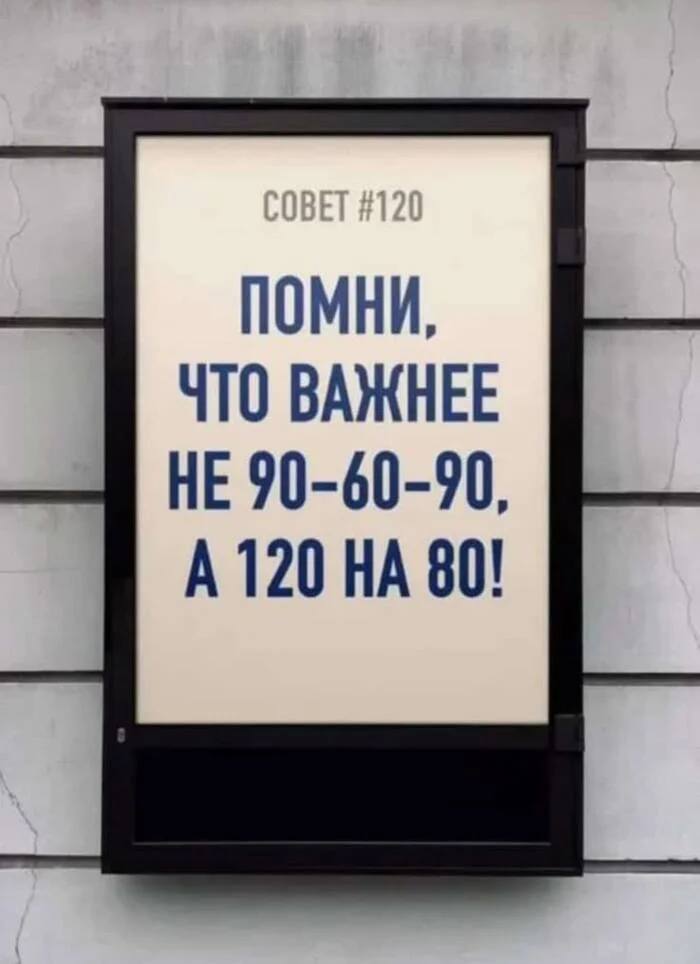 СОВЕТ #120
ПОМНИ,
ЧТО ВАЖНЕЕ
НЕ 90-60-90,
А 120 НА 80!